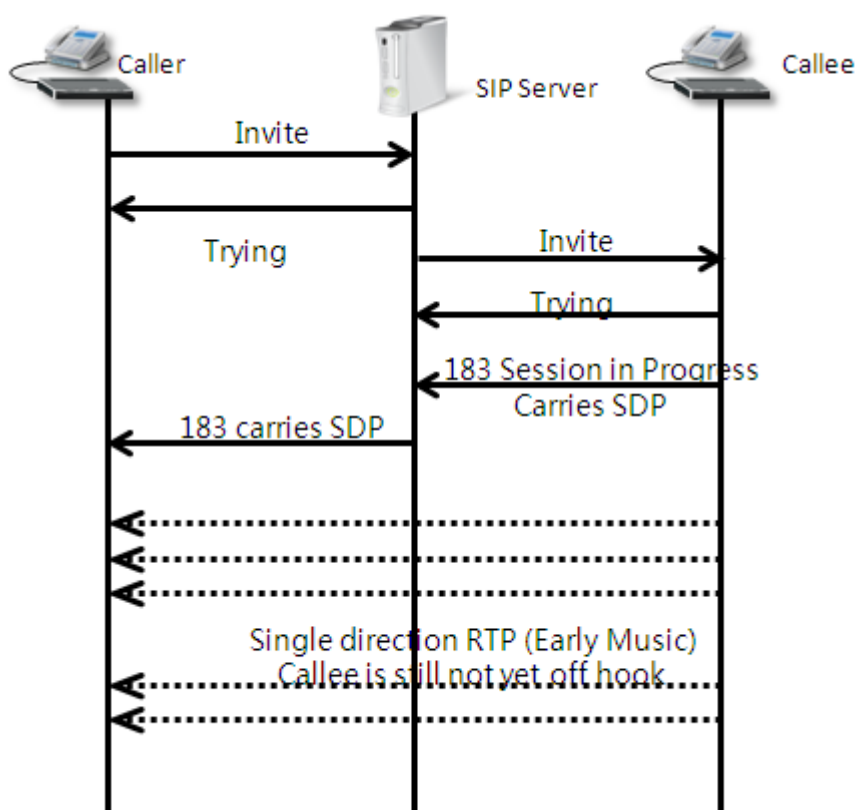 Caller
SIP Server
Callee
Invite
Trying
Invite
Trying
183 Session in Progress
Carries SDP
183 carries SDP
Single direction RTP (Early Music)
Callee is still not yet off hook